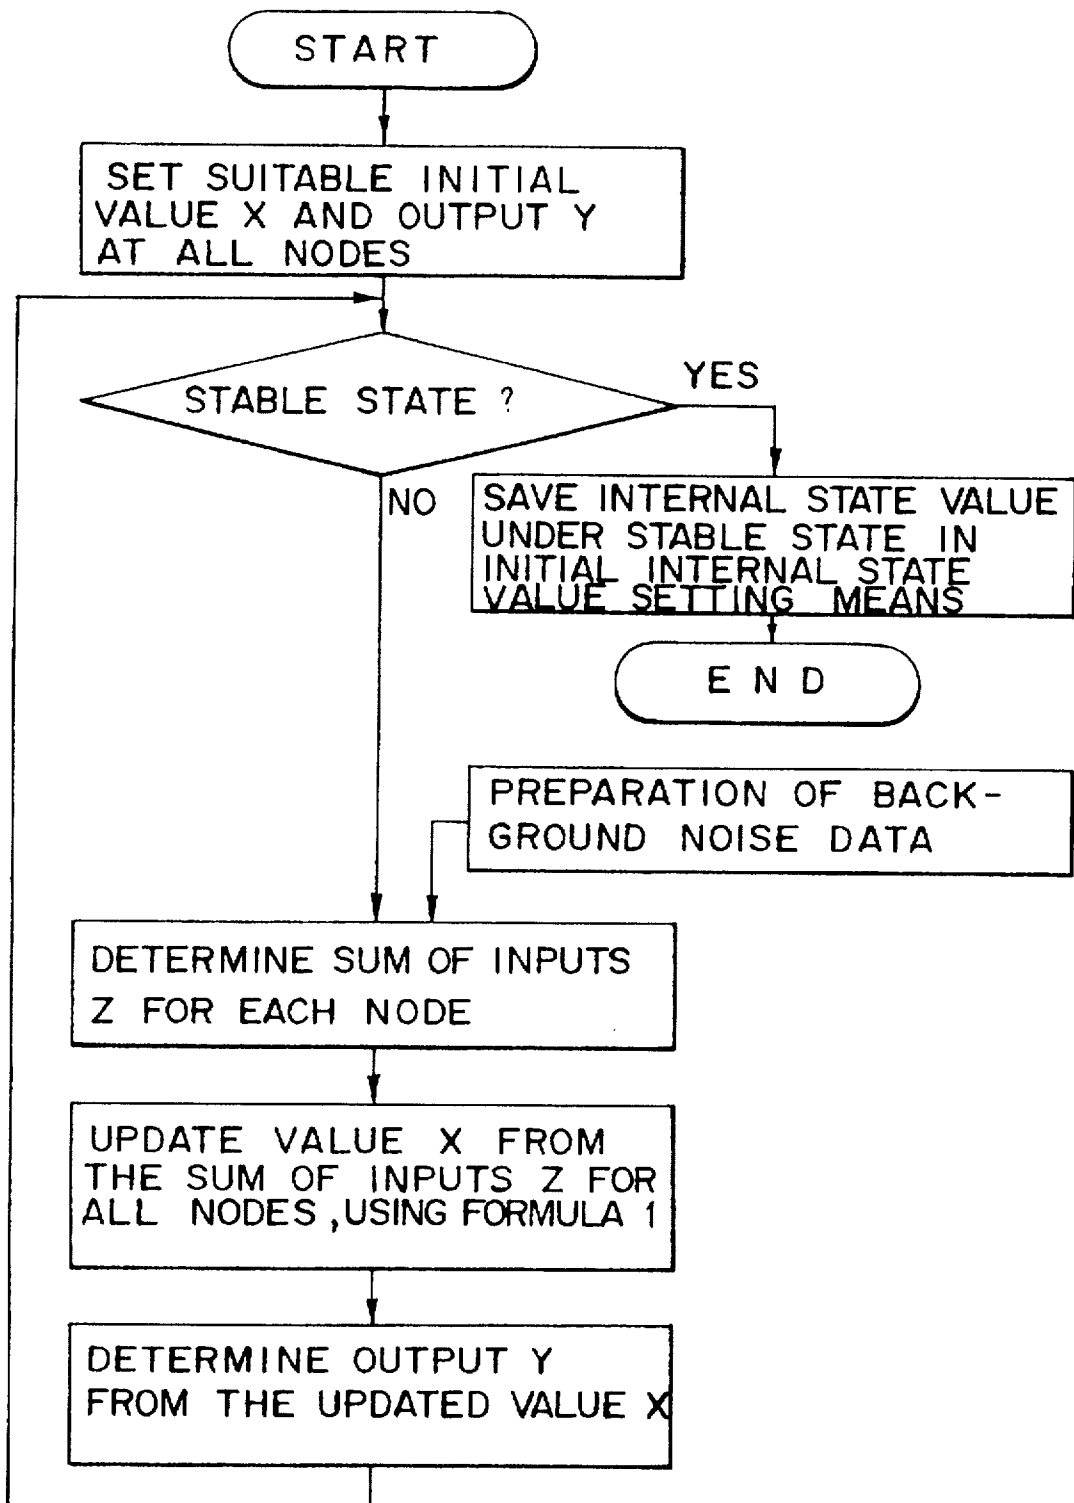 START
SET SUITABLE INITIAL
VALUE X AND OUTPUT Y
AT ALL NODES
STABLE STATE ?
YES
NO
SAVE INTERNAL STATE VALUE
UNDER STABLE STATE IN
INITIAL INTERNAL STATE
VALUE SETTING MEANS
END
PREPARATION OF BACK-
GROUND NOISE DATA
DETERMINE SUM OF INPUTS
Z FOR EACH NODE
UPDATE VALUE X FROM
THE SUM OF INPUTS Z FOR
ALL NODES, USING FORMULA 1
DETERMINE OUTPUT Y
FROM THE UPDATED VALUE X